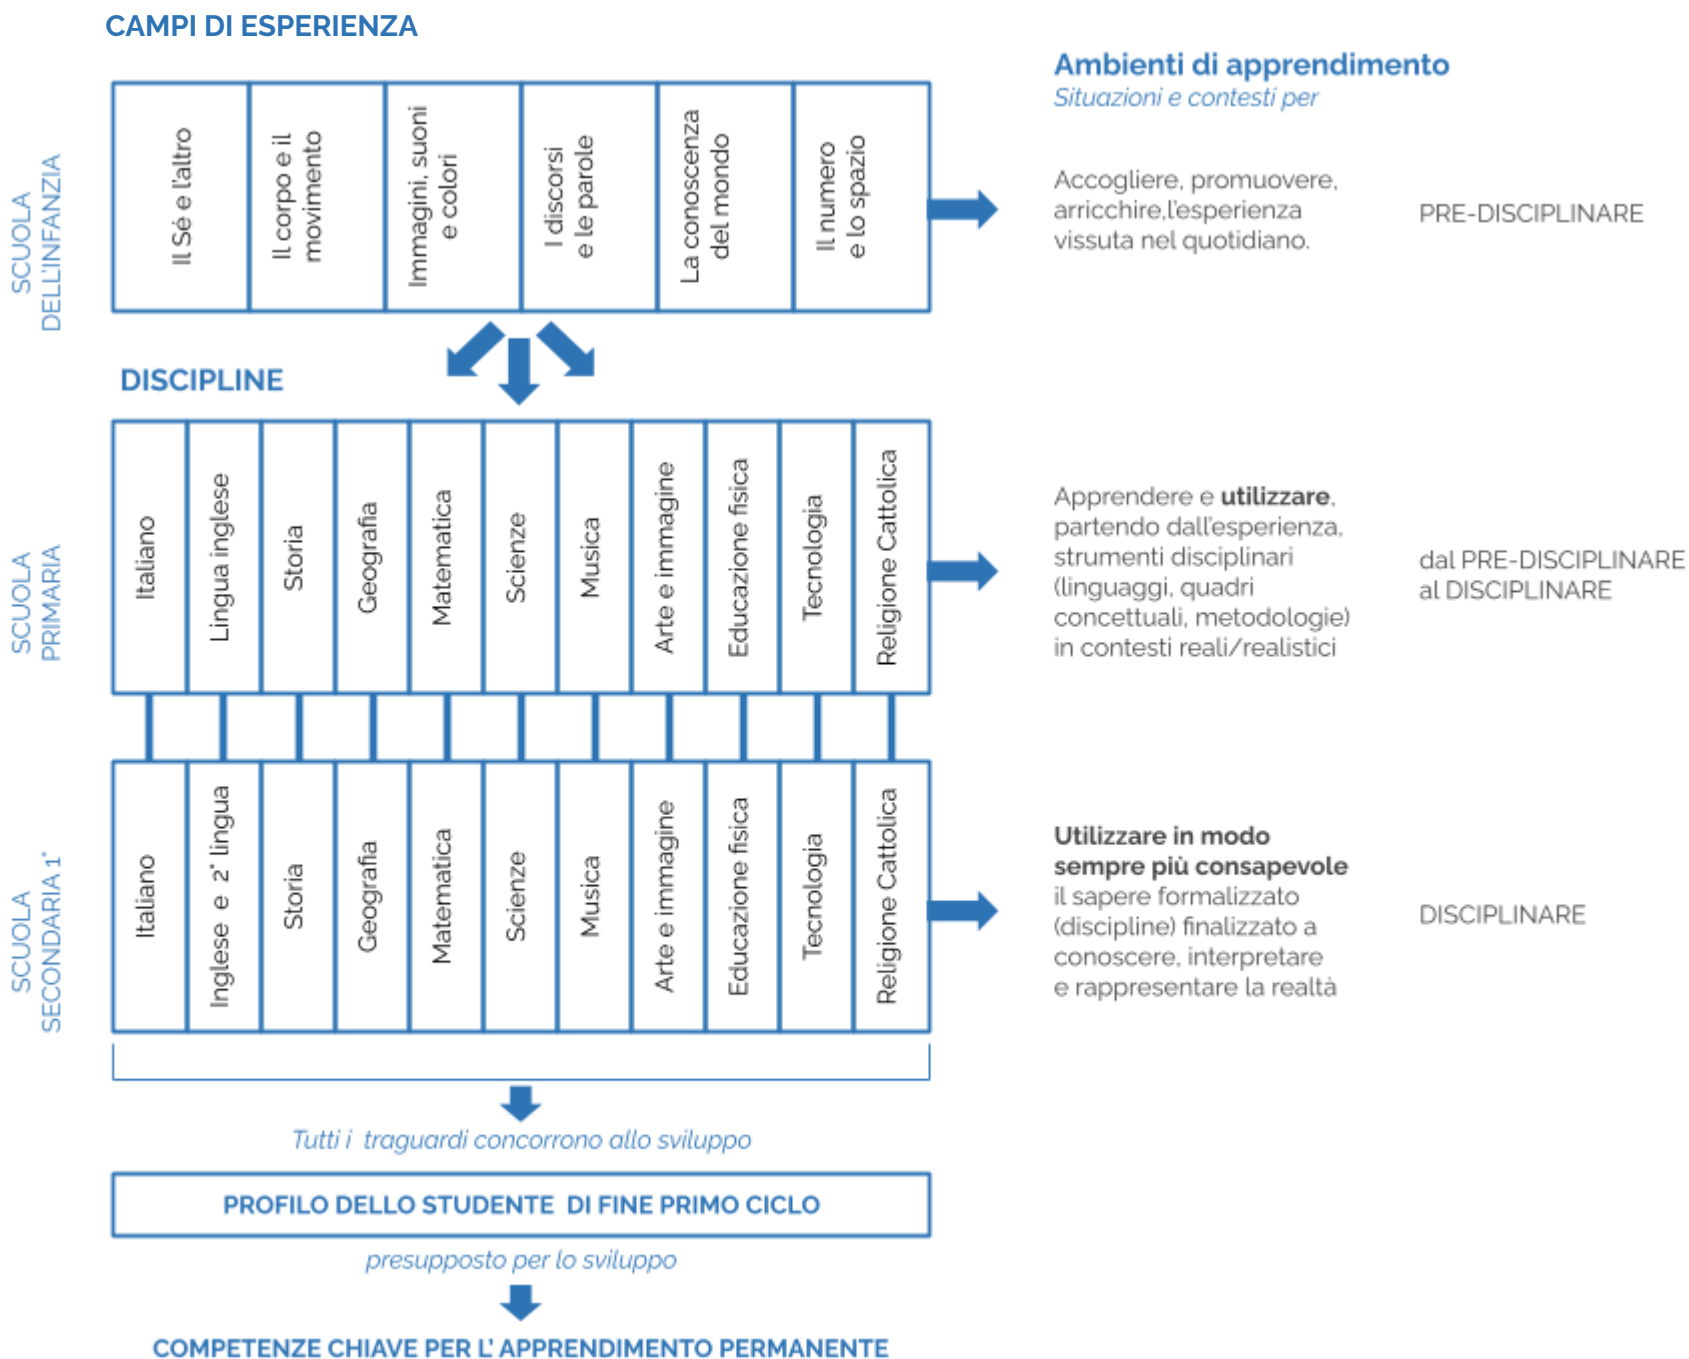 CAMPI DI ESPERIENZA
Ambienti di apprendimento
Situazioni e contesti per
SCUOLA
DELL'INFANZIA
Il Sé e l'altro
Il corpo e il
movimento
Immagini, suoni
e colori
I discorsi
e le parole
La conoscenza
del mondo
Il numero
e lo spazio
Accogliere, promuovere,
arricchire,l'esperienza
vissuta nel quotidiano.
PRE-DISCIPLINARE
DISCIPLINE
SCUOLA
PRIMARIA
Italiano
Lingua inglese
Storia
Geografia
Matematica
Scienze
Musica
Arte e immagine
Educazione fisica
Tecnologia
Religione Cattolica
Apprendere e utilizzare,
partendo dall'esperienza,
strumenti disciplinari
(linguaggi, quadri
concettuali, metodologie)
in contesti reali/realistici
dal PRE-DISCIPLINARE
al DISCIPLINARE
SCUOLA
SECONDARIA 1°
Italiano
Inglese e 2° lingua
Storia
Geografia
Matematica
Scienze
Musica
Arte e immagine
Educazione fisica
Tecnologia
Religione Cattolica
Utilizzare in modo
sempre più consapevole
il sapere formalizzato
(discipline) finalizzato a
conoscere, interpretare
e rappresentare la realtà
DISCIPLINARE
Tutti i traguardi concorrono allo sviluppo
PROFILO DELLO STUDENTE DI FINE PRIMO CICLO
presupposto per lo sviluppo
COMPETENZE CHIAVE PER L' APPRENDIMENTO PERMANENTE